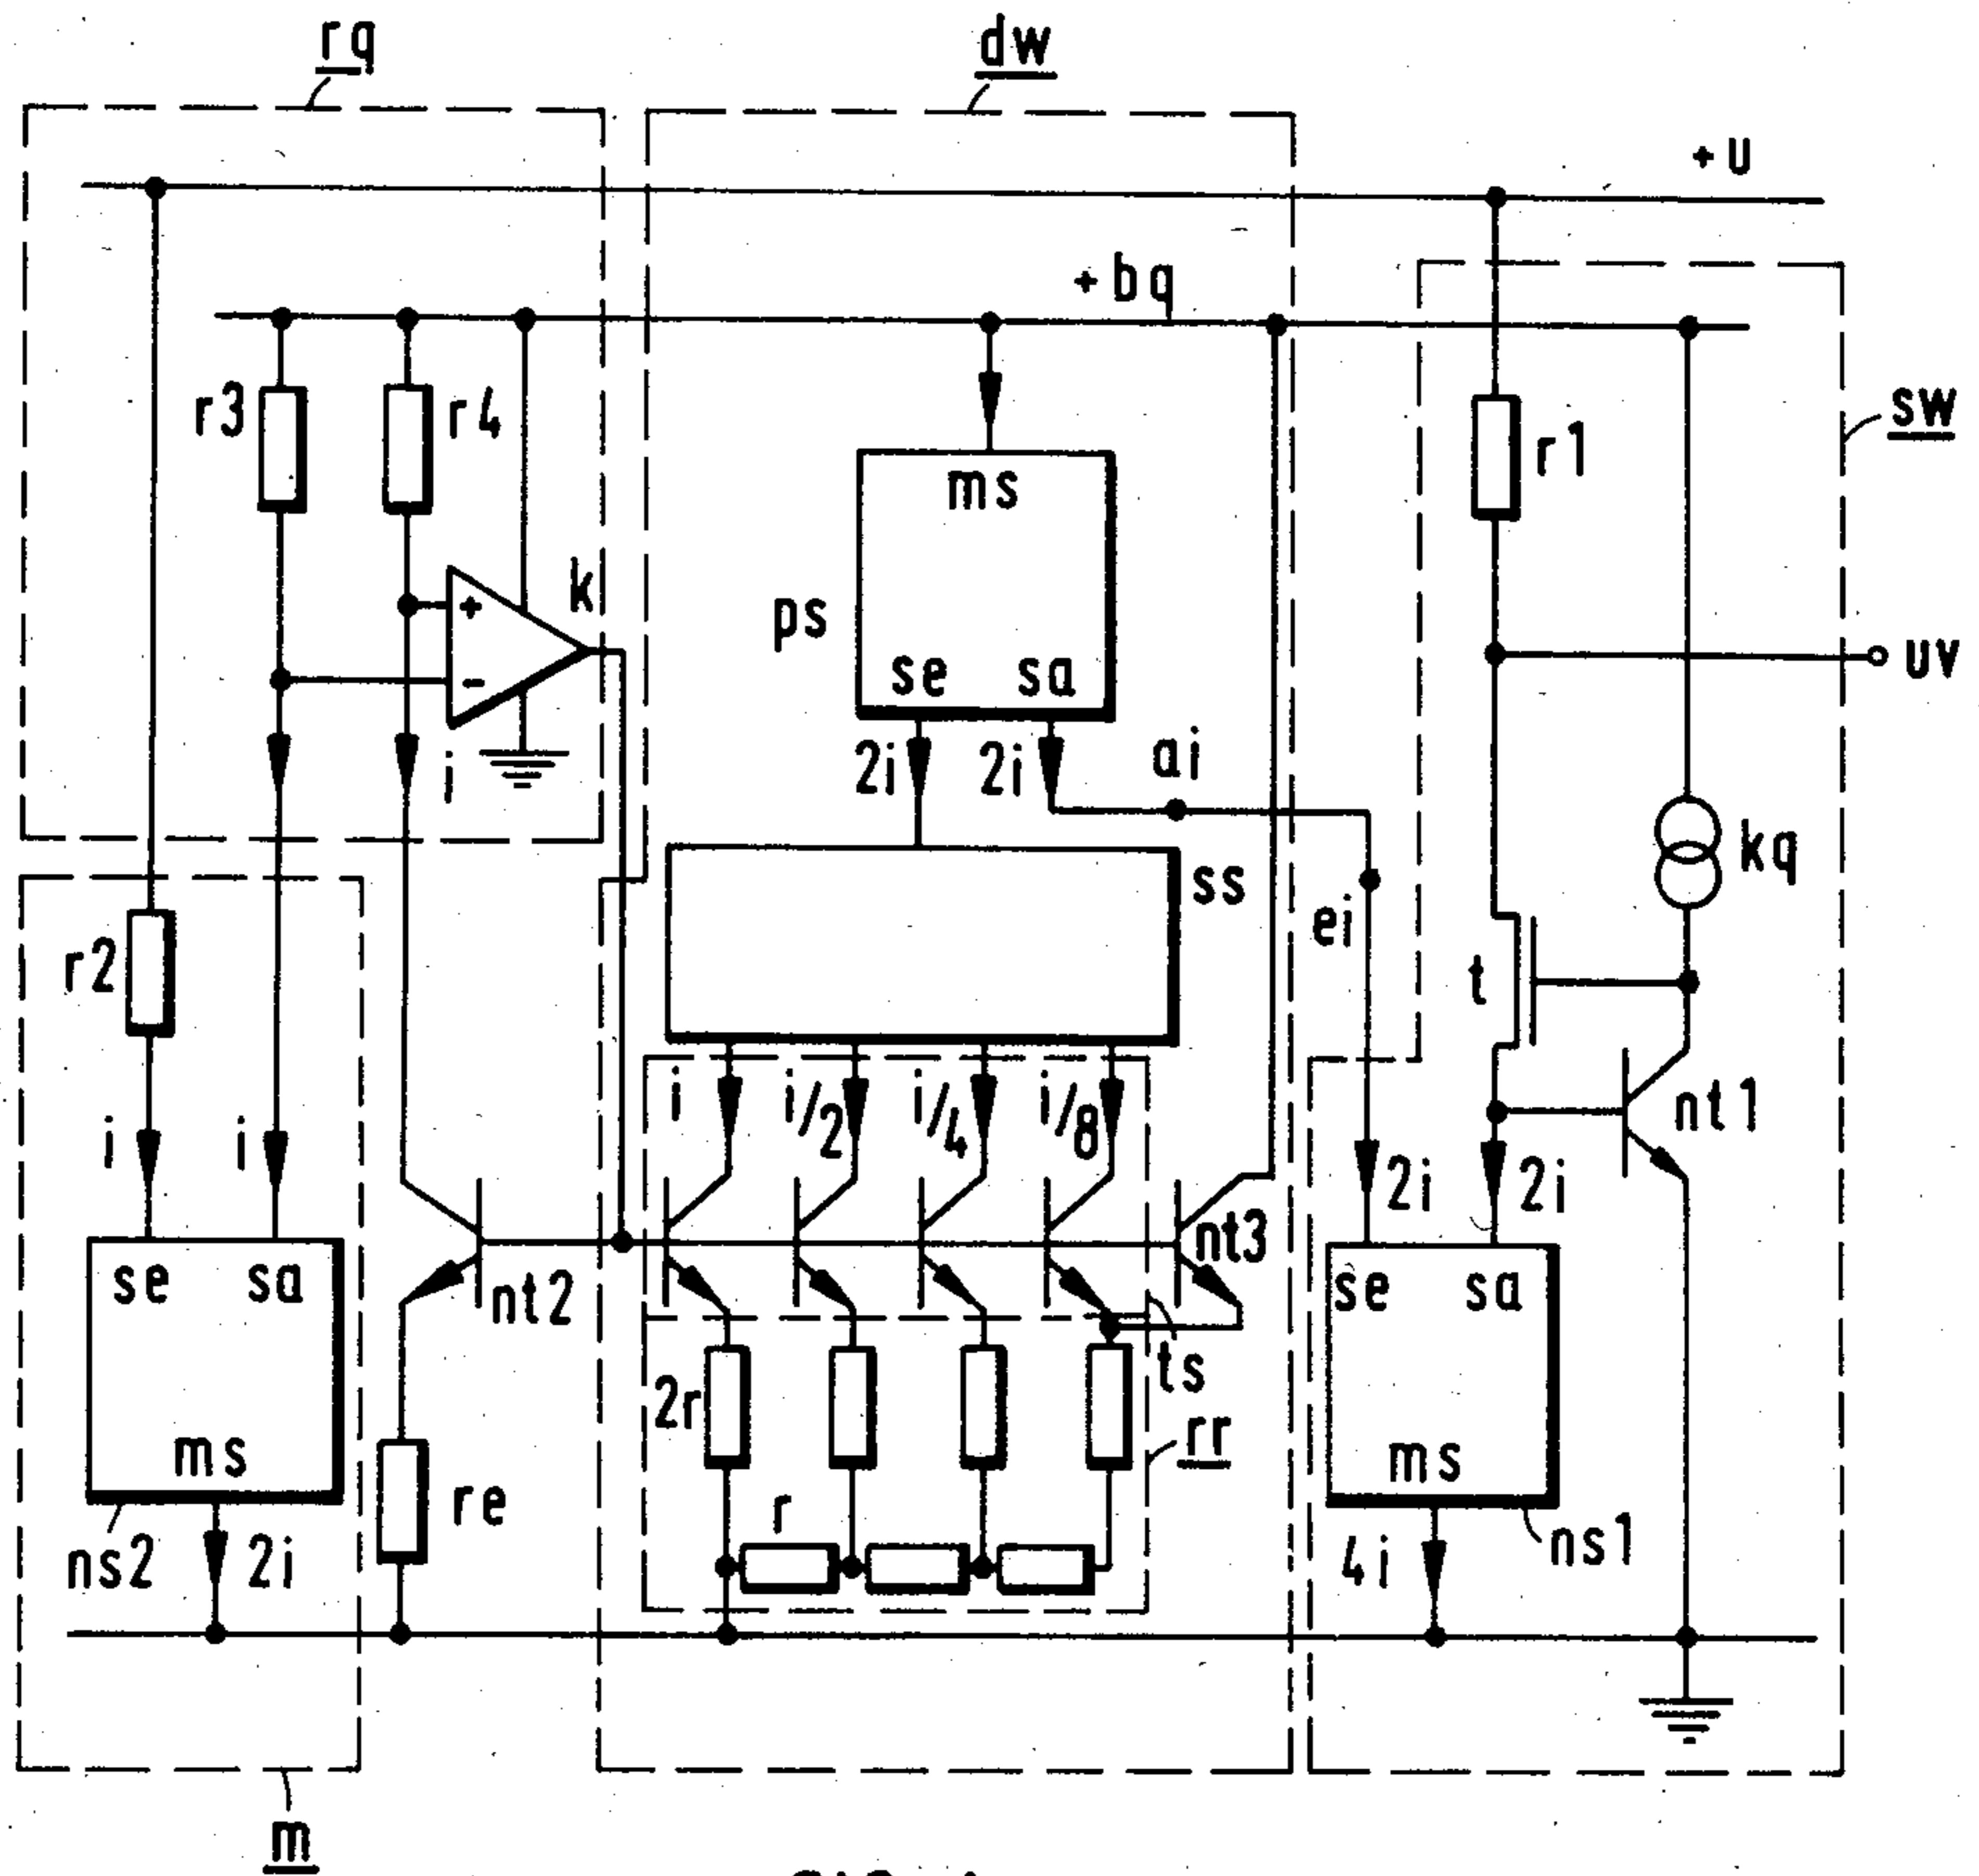 rq
dw
+U
+bq
r3
r4
r1
sw
ms
k
+
-
ps
se sa
uv
i
2i
2i
ai
kq
ss
ei
r2
t
i
i/2
i/4
i/8
nt1
i
i
2i
2i
se sa
nt2
nt3
se sa
ts
2r
rr
ms
re
r
ms
ns2
2i
4i
ns1
m